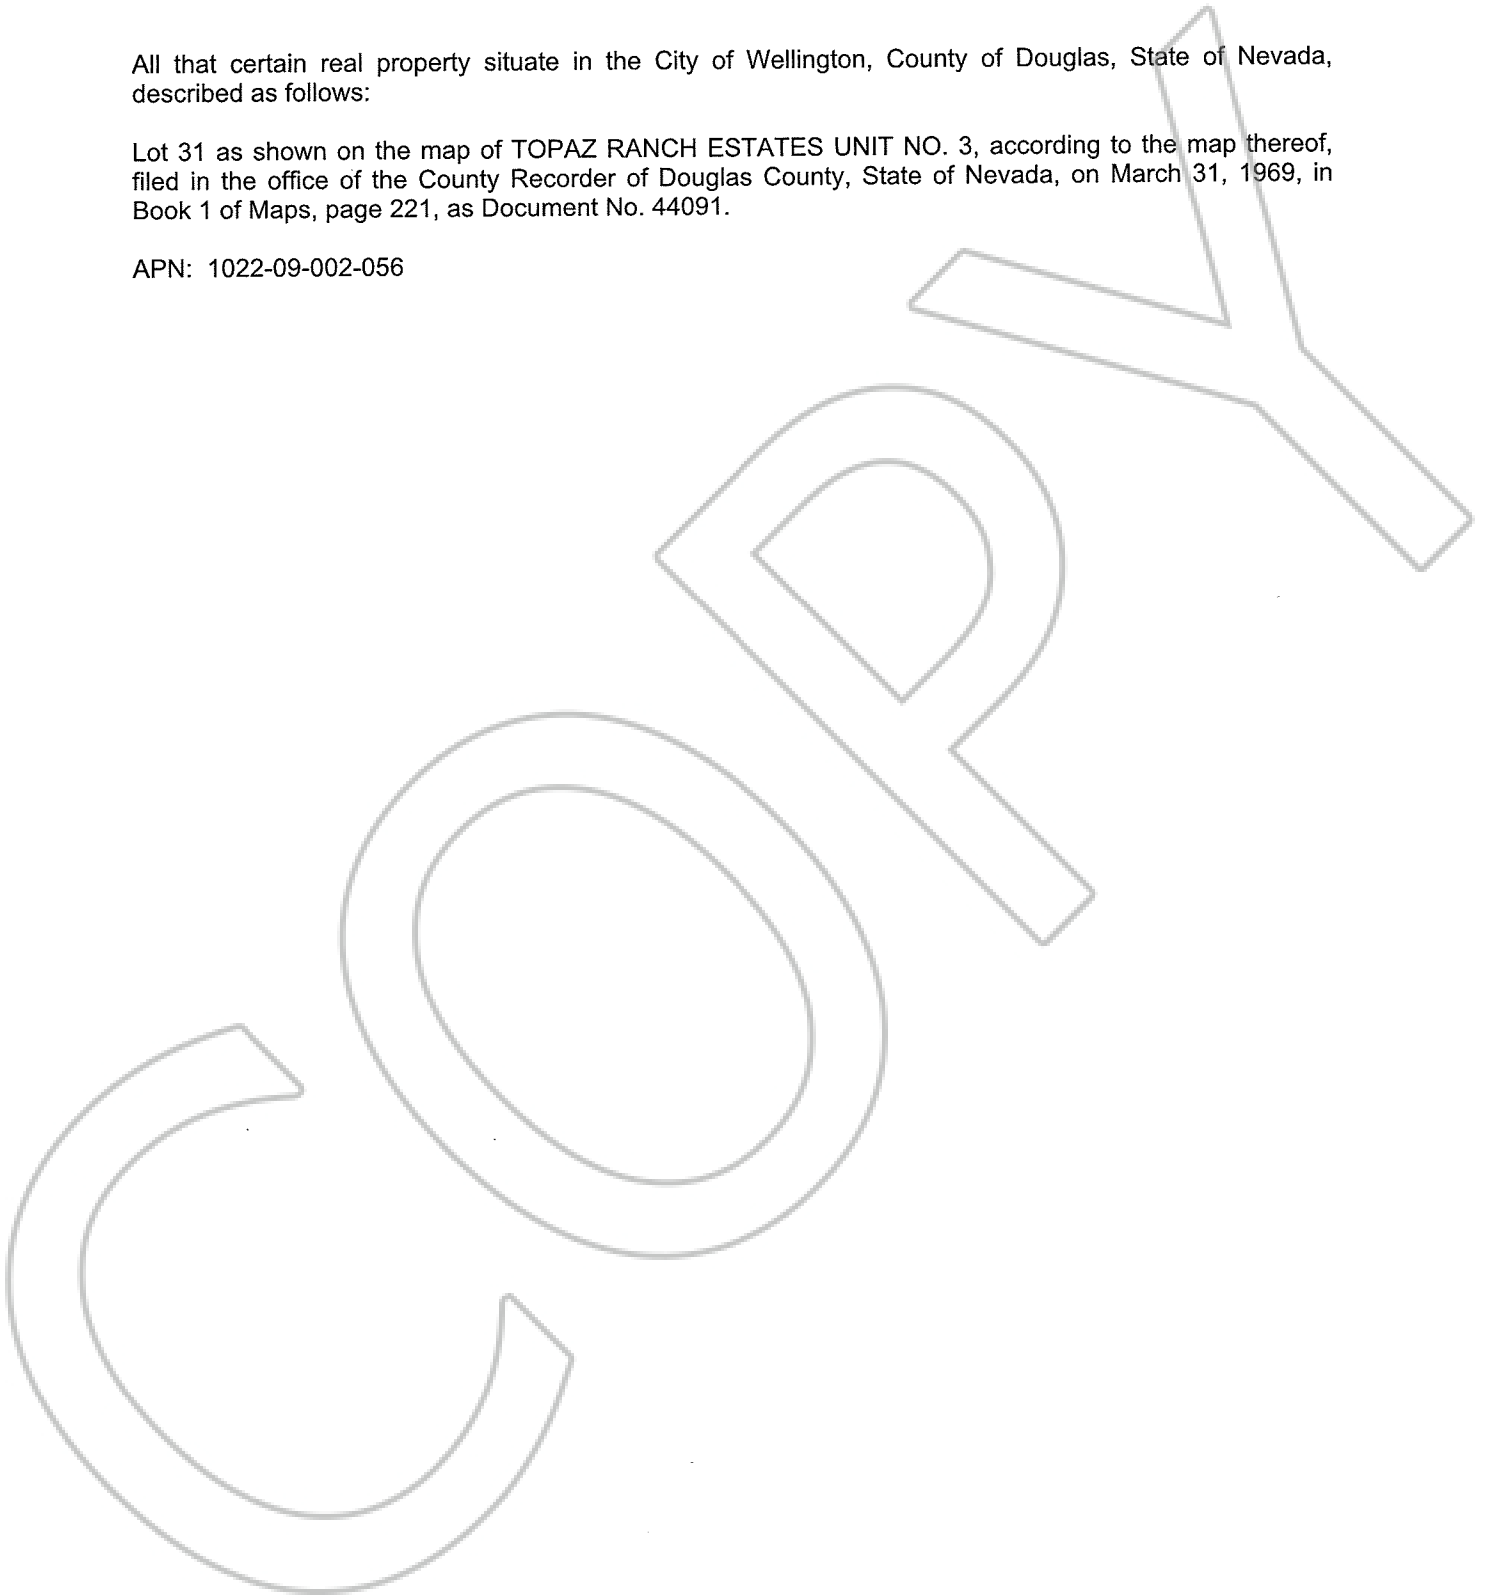 All that certain real property situate in the City of Wellington, County of Douglas, State of Nevada,
described as follows:
Lot 31 as shown on the map of TOPAZ RANCH ESTATES UNIT NO. 3, according to the map thereof,
filed in the office of the County Recorder of Douglas County, State of Nevada, on March 31, 1969, in
Book 1 of Maps, page 221, as Document No. 44091.
APN: 1022-09-002-056
COPY